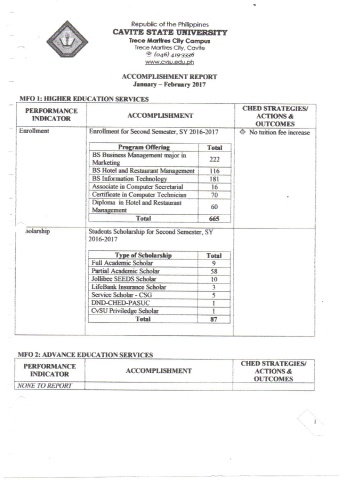 Republic of the Philippines
CAVITE STATE UNIVERSITY
Trece Martires City Campus
Trece Martires City, Cavite
☏ (046) 419-3328
www.cvsu.edu.ph
ACCOMPLISHMENT REPORT
January – February 2017
MFO 1: HIGHER EDUCATION SERVICES
PERFORMANCE INDICATOR ACCOMPLISHMENT CHED STRATEGIES/ ACTIONS & OUTCOMES
Enrollment Enrollment for Second Semester, SY 2016-2017 ❖ No tuition fee increase
Program Offering Total
BS Business Management major in Marketing 222
BS Hotel and Restaurant Management 116
BS Information Technology 181
Associate in Computer Secretarial 16
Certificate in Computer Technician 70
Diploma in Hotel and Restaurant Management 60
Total 665
olarship Students Scholarship for Second Semester, SY
2016-2017
Type of Scholarship Total
Full Academic Scholar 9
Partial Academic Scholar 58
Jollibee SEEDS Scholar 10
LifeBank Insurance Scholar 3
Service Scholar - CSG 5
DND-CHED-PASUC 1
CvSU Priviledge Scholar 1
Total 87
MFO 2: ADVANCE EDUCATION SERVICES
PERFORMANCE INDICATOR ACCOMPLISHMENT CHED STRATEGIES/ ACTIONS & OUTCOMES
NONE TO REPORT
1